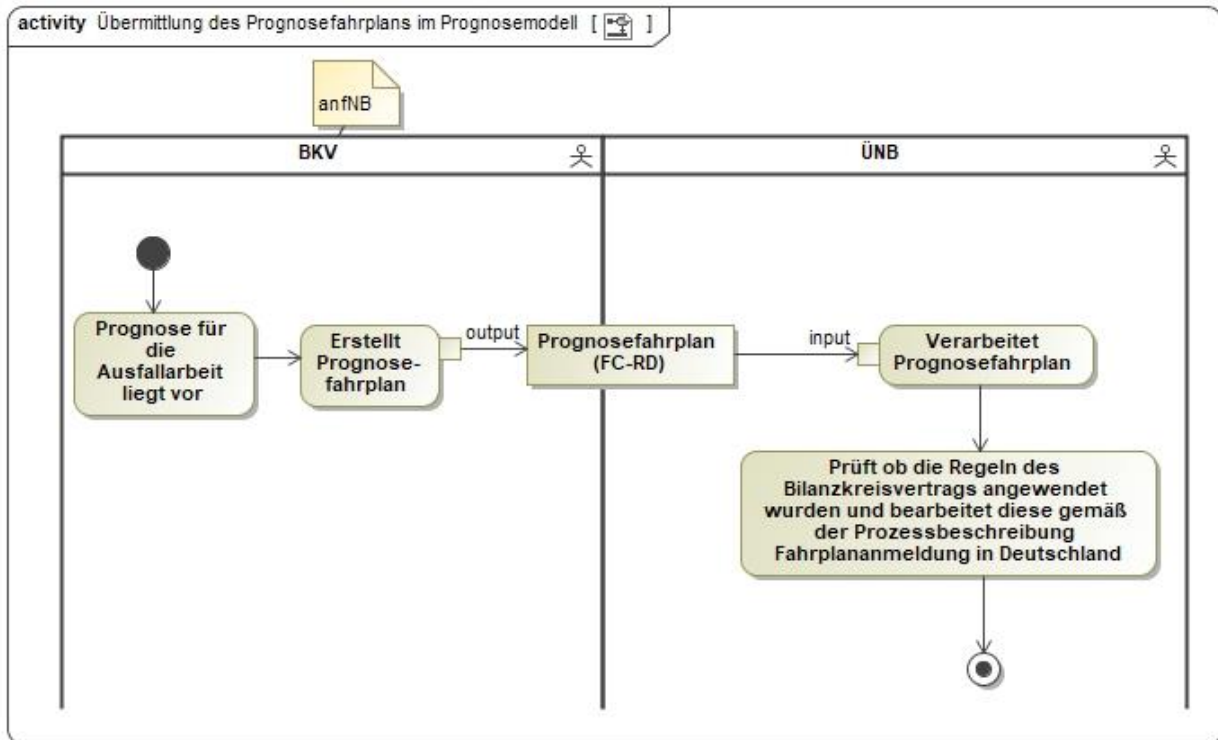 activity Übermittlung des Prognosefahrplans im Prognosemodell [ ]
anfNB
BKV
ÜNB
Prognose für
die
Ausfallarbeit
liegt vor
Erstellt
Prognose-
fahrplan
output
Prognosefahrplan
(FC-RD)
input
Verarbeitet
Prognosefahrplan
Prüft ob die Regeln des
Bilanzkreisvertrags angewendet
wurden und bearbeitet diese gemäß
der Prozessbeschreibung
Fahrplananmeldung in Deutschland